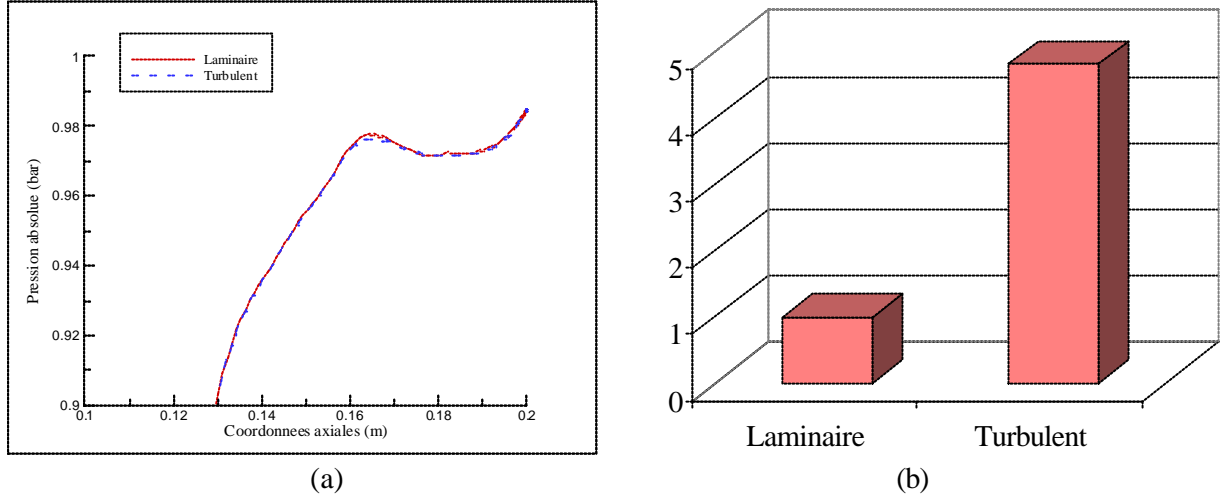 Laminaire
Turbulent
1
0.98
0.96
0.94
0.92
0.9
Pression absolue (bar)
0.1
0.12
0.14
0.16
0.18
0.2
Coordonnees axiales (m)
(a)
5
4
3
2
1
0
Laminaire
Turbulent
(b)